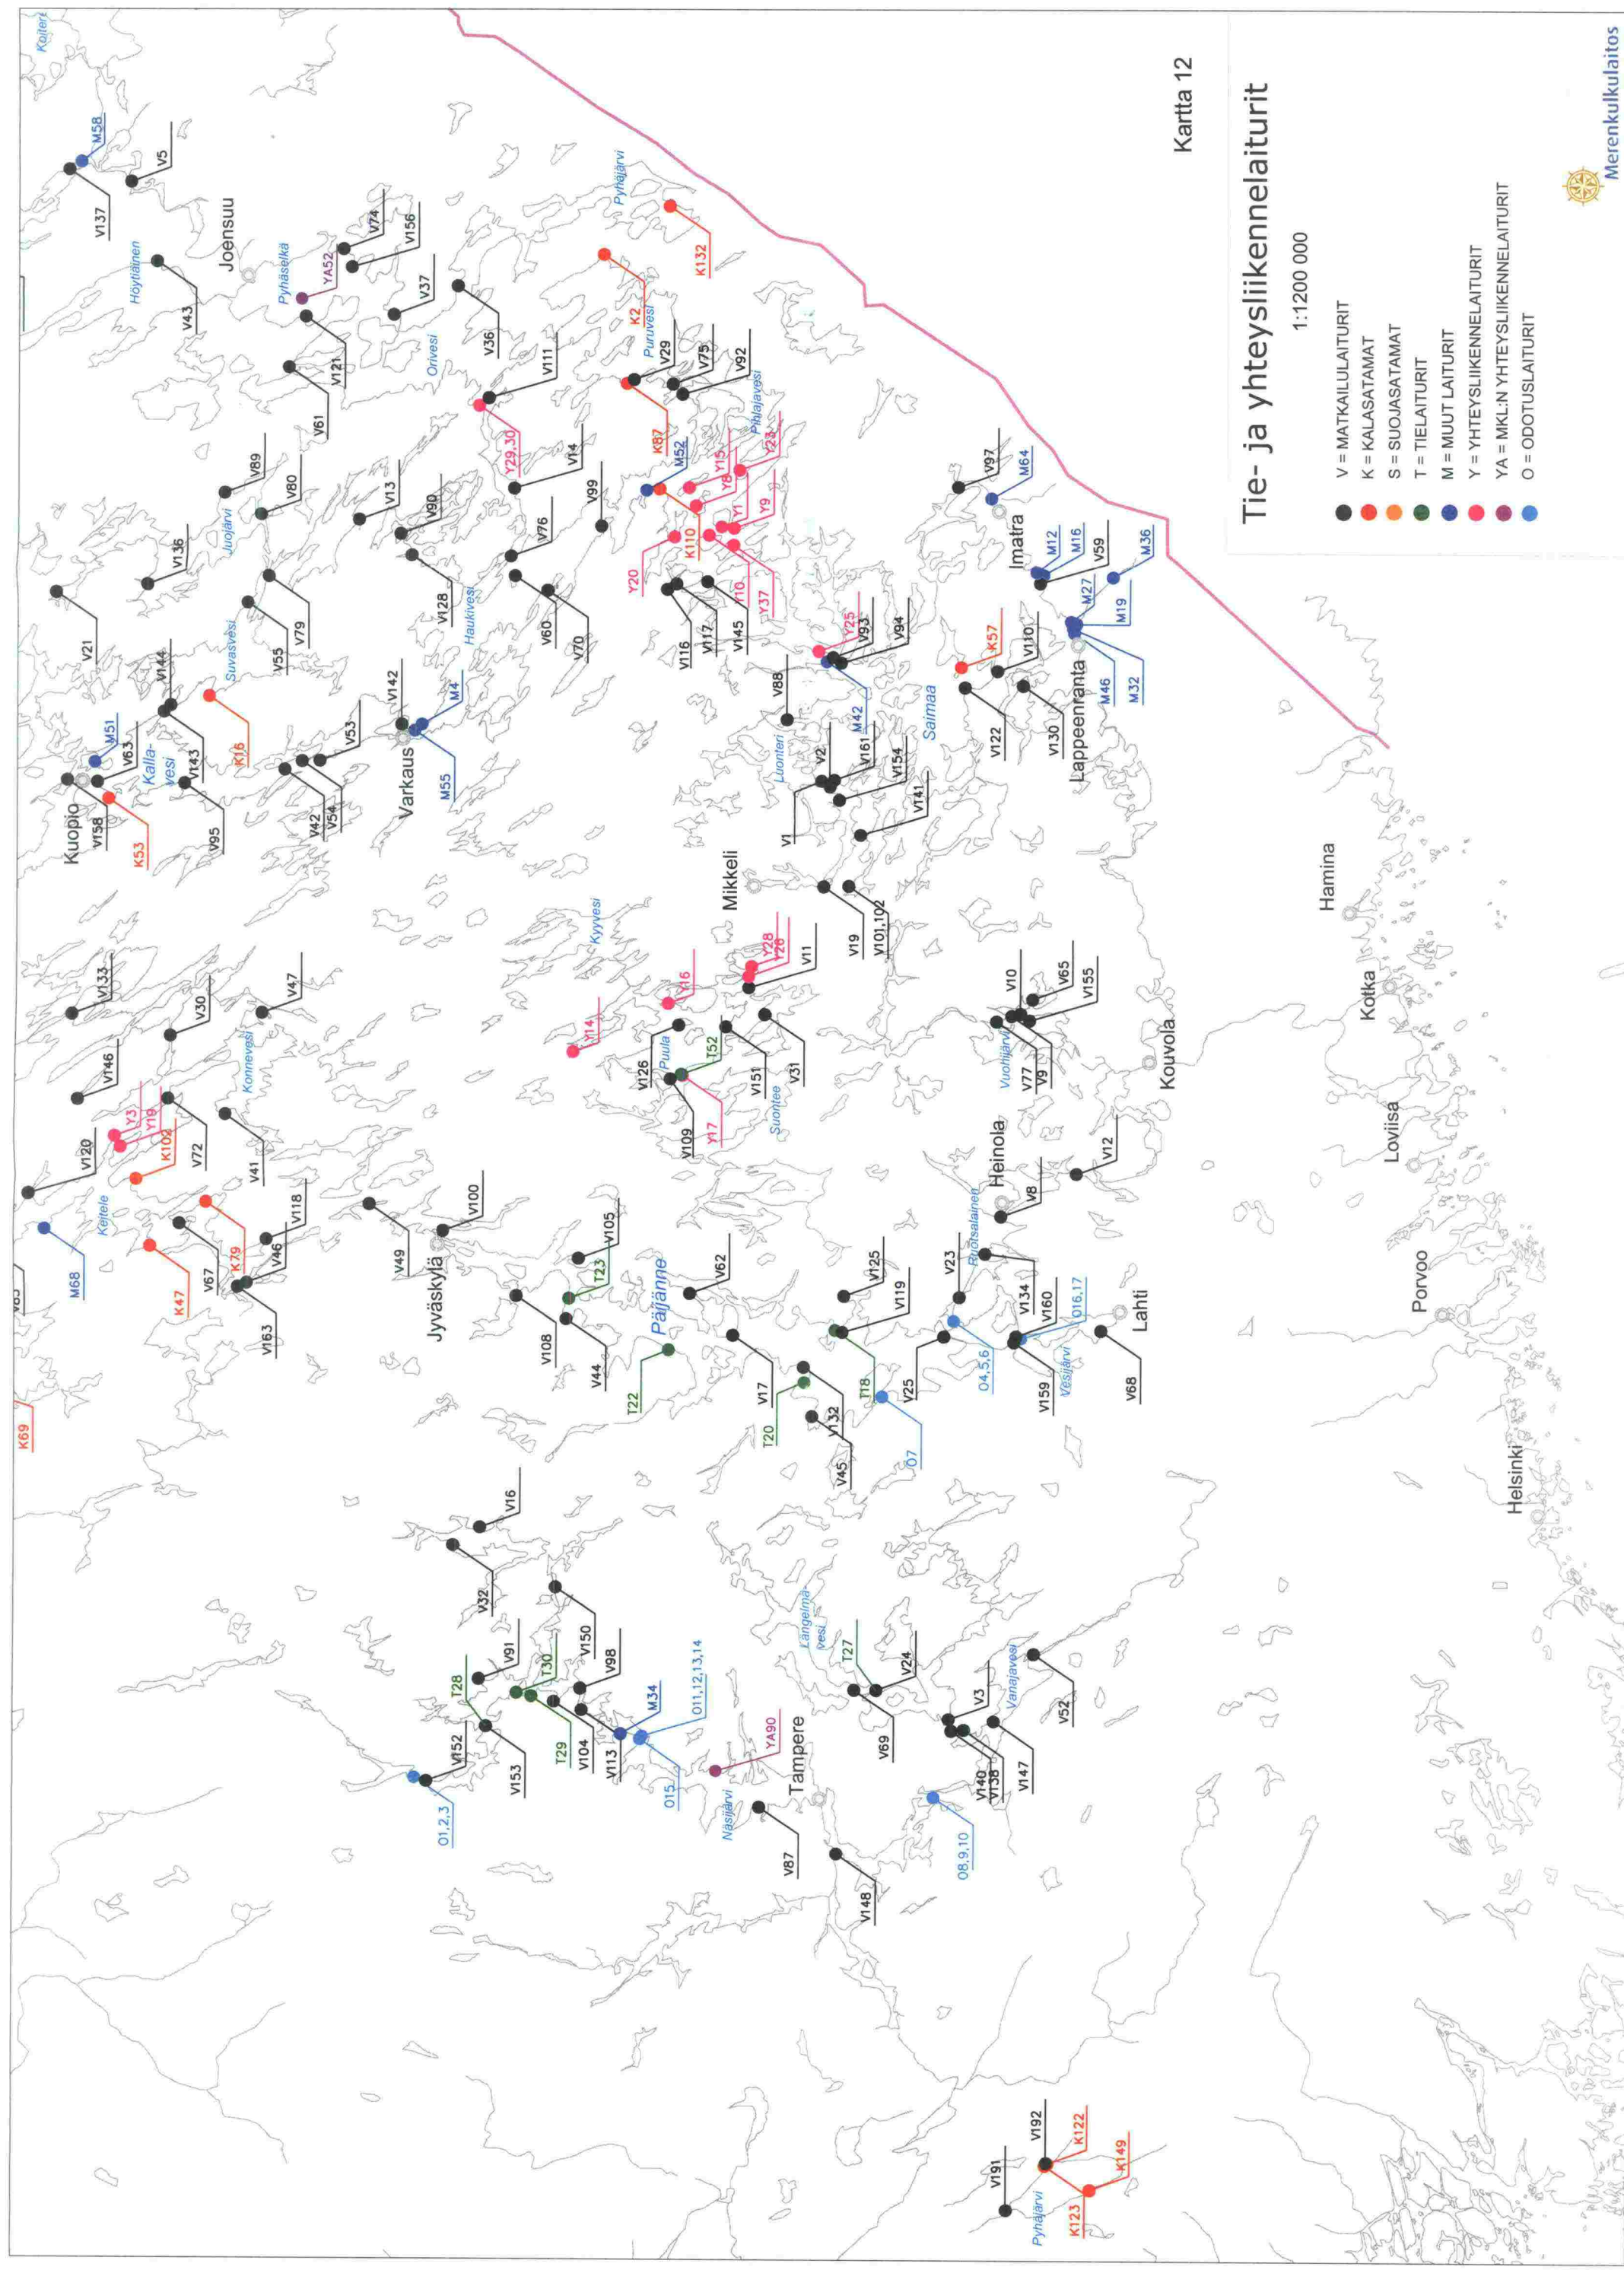 Kartta 12
Tie- ja yhteysliikennelaiturit
1:1200 000
V = MATKAILULAITURIT
K = KALASATAMAT
S = SUOJASATAMAT
T = TIELAITURIT
M = MUUT LAITURIT
Y = YHTEYSLIIKENNELAITURIT
YA = MKL:N YHTEYSLIIKENNELAITURIT
O = ODOTUSLAITURIT
Merenkulkulaitos
Koitere
M58
V5
V137
Höytiäinen
V43
Joensuu
Pyhäselkä
YA52
V74
V156
V37
V121
V61
Orivesi
V36
V111
Y29,30
V14
Pyhäjärvi
K132
K2
Puruvesi
V29
V75
V92
K87
Pihlajavesi
M52
K110
Y15
Y23
Y8
Y1
Y9
Y20
Y10
Y37
V99
V76
V60
V70
V116
V117
V145
V89
V80
Juojärvi
V13
V90
V128
Haukivesi
V136
V21
V79
V55
Suvasvesi
V144
V143
K16
M51
V63
Kalla-
vesi
Kuopio
V158
K53
V95
V42
V54
V53
V142
M4
Varkaus
M55
V97
M64
Imatra
M12
M16
V59
M36
M27
M19
M46
M32
Lappeenranta
K57
V110
V122
V130
Saimaa
Y25
V93
V94
M42
V88
Luonteri
V2
V161
V154
V141
V1
Mikkeli
V19
V101,102
Kyyvesi
Y28
Y26
V11
Y16
Y14
V126
Puula
T52
V151
V31
V109
Y17
Suontee
V133
V30
V47
V146
Konnevesi
Y3
Y19
K102
V72
V41
V120
M68
Keitele
K47
V67
K79
V46
V118
V163
V49
V100
Jyväskylä
V105
T23
V108
V44
T22
Päijänne
V62
V17
T20
V132
V45
V125
V119
T18
O7
V25
V23
Ruotsalainen
V134
V160
O16,17
O4,5,6
V159
Vesijärvi
V68
Lahti
Heinola
V8
V12
V10
V65
V155
Vuohijärvi
V77
V9
Kouvola
Hamina
Kotka
Loviisa
Porvoo
Helsinki
K69
V16
V32
V91
T28
T30
V150
V98
V152
V153
T29
V104
V113
M34
O11,12,13,14
O15
O1,2,3
YA90
Näsijärvi
Tampere
V87
V148
Längelmä-
vesi
T27
V24
V69
V3
Vanajavesi
V52
V140
V138
V147
O8,9,10
V191
V192
K122
K149
Pyhäjärvi
K123